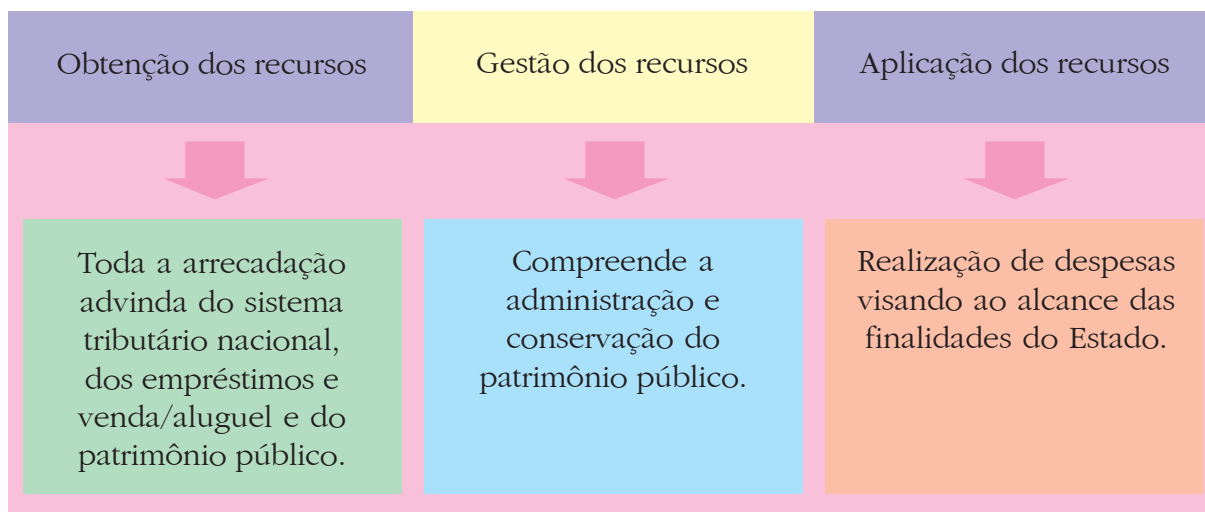 Obtenção dos recursos
Gestão dos recursos
Aplicação dos recursos
Toda a arrecadação
advinda do sistema
tributário nacional,
dos empréstimos e
venda/aluguel e do
patrimônio público.
Compreende a
administração e
conservação do
patrimônio público.
Realização de despesas
visando ao alcance das
finalidades do Estado.